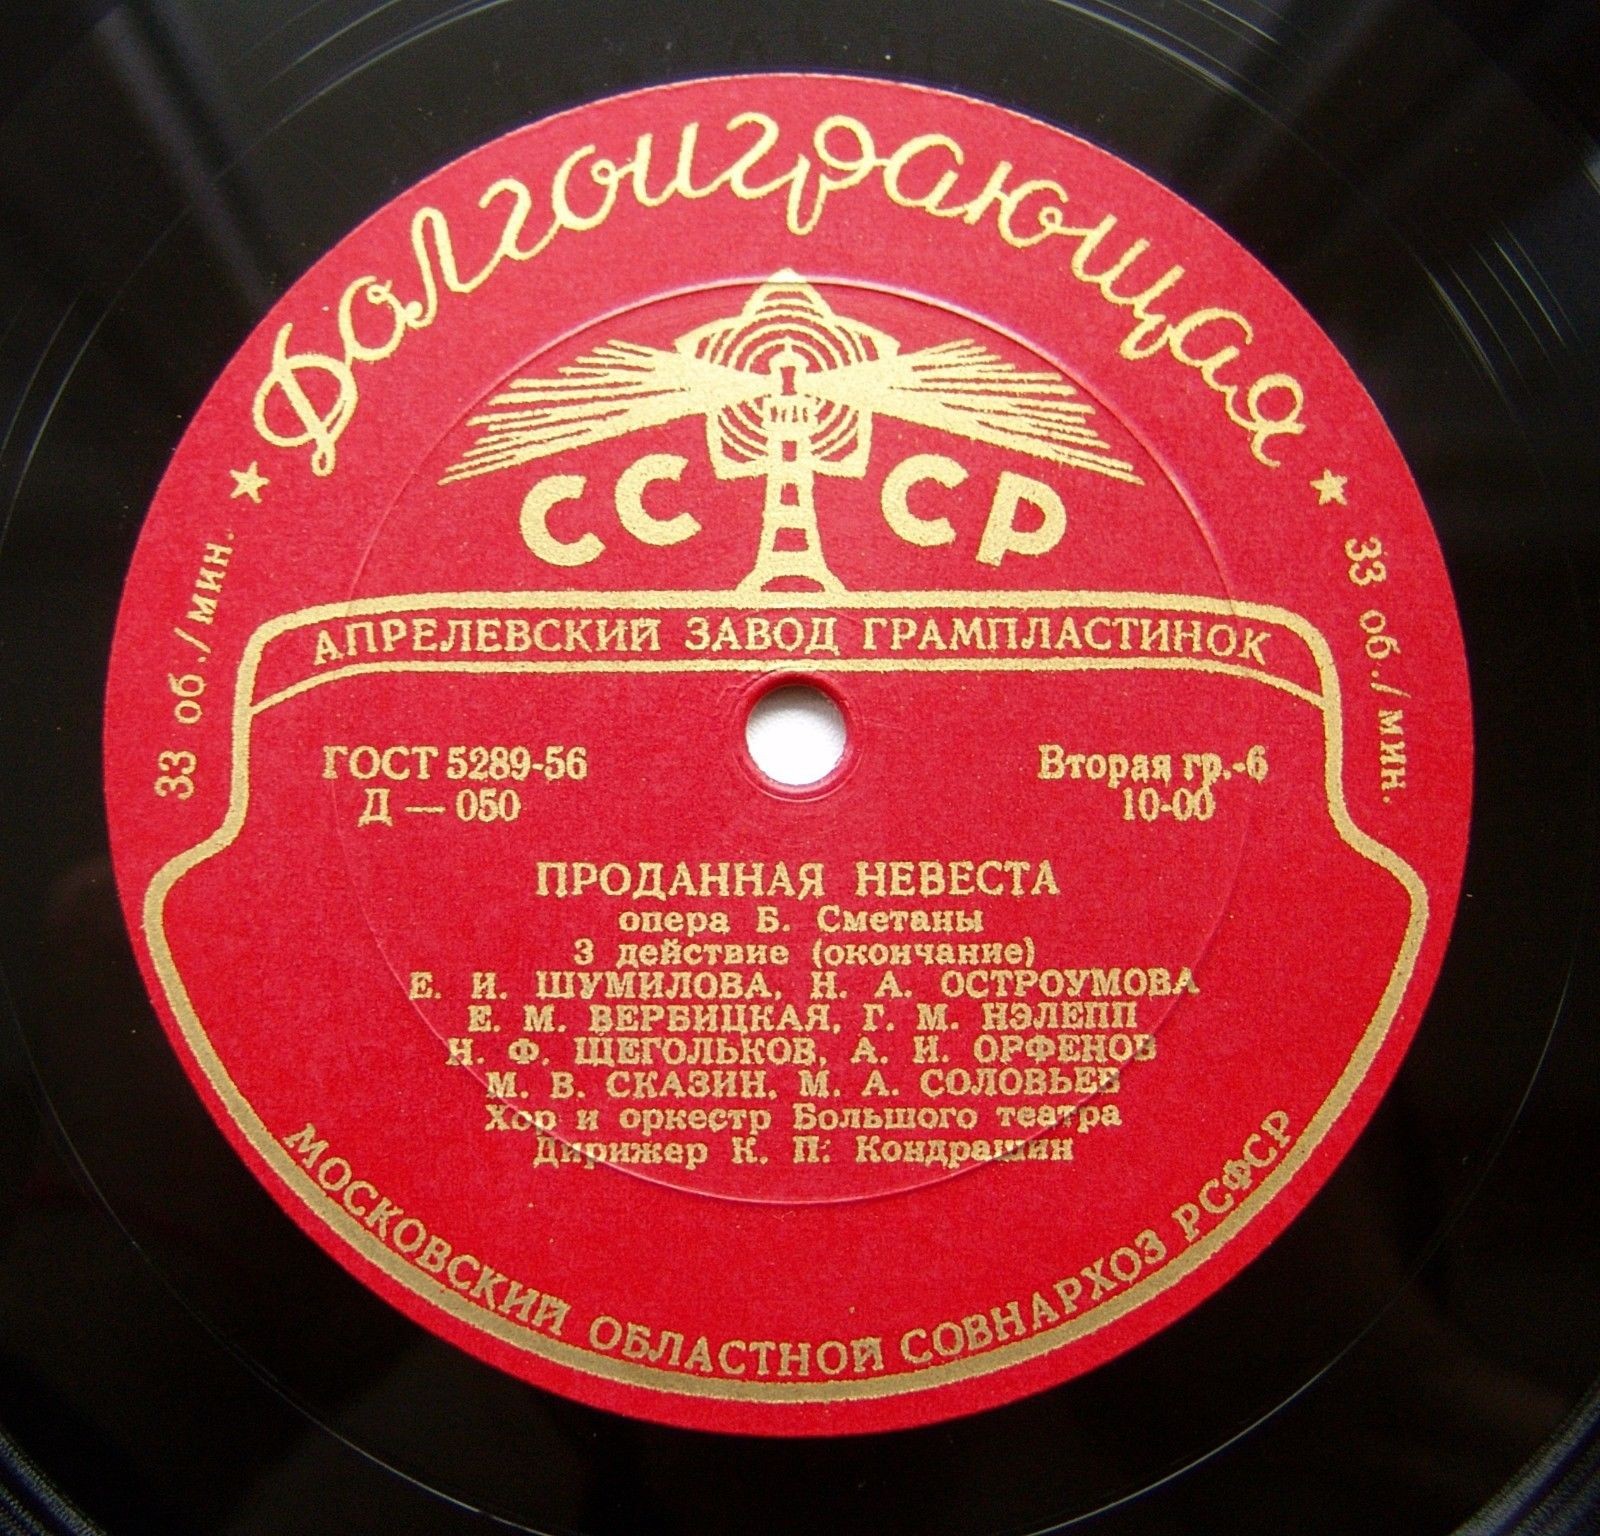 Долгоиграющая
★ 33 об./мин.
★ 33 об./мин.
СССР
АПРЕЛЕВСКИЙ ЗАВОД ГРАМПЛАСТИНОК
ГОСТ 5289-56
Д — 050
Вторая гр.-6
10-00
ПРОДАННАЯ НЕВЕСТА
опера Б. Сметаны
3 действие (окончание)
Е. И. ШУМИЛОВА, Н. А. ОСТРОУМОВА
Е. М. ВЕРБИЦКАЯ, Г. М. НЭЛЕПП
Н. Ф. ЩЕГОЛЬКОВ, А. И. ОРФЕНОВ
М. В. СКАЗИН, М. А. СОЛОВЬЕВ
Хор и оркестр Большого театра
Дирижер К. П. Кондрашин
МОСКОВСКИЙ ОБЛАСТНОЙ СОВНАРХОЗ РСФСР